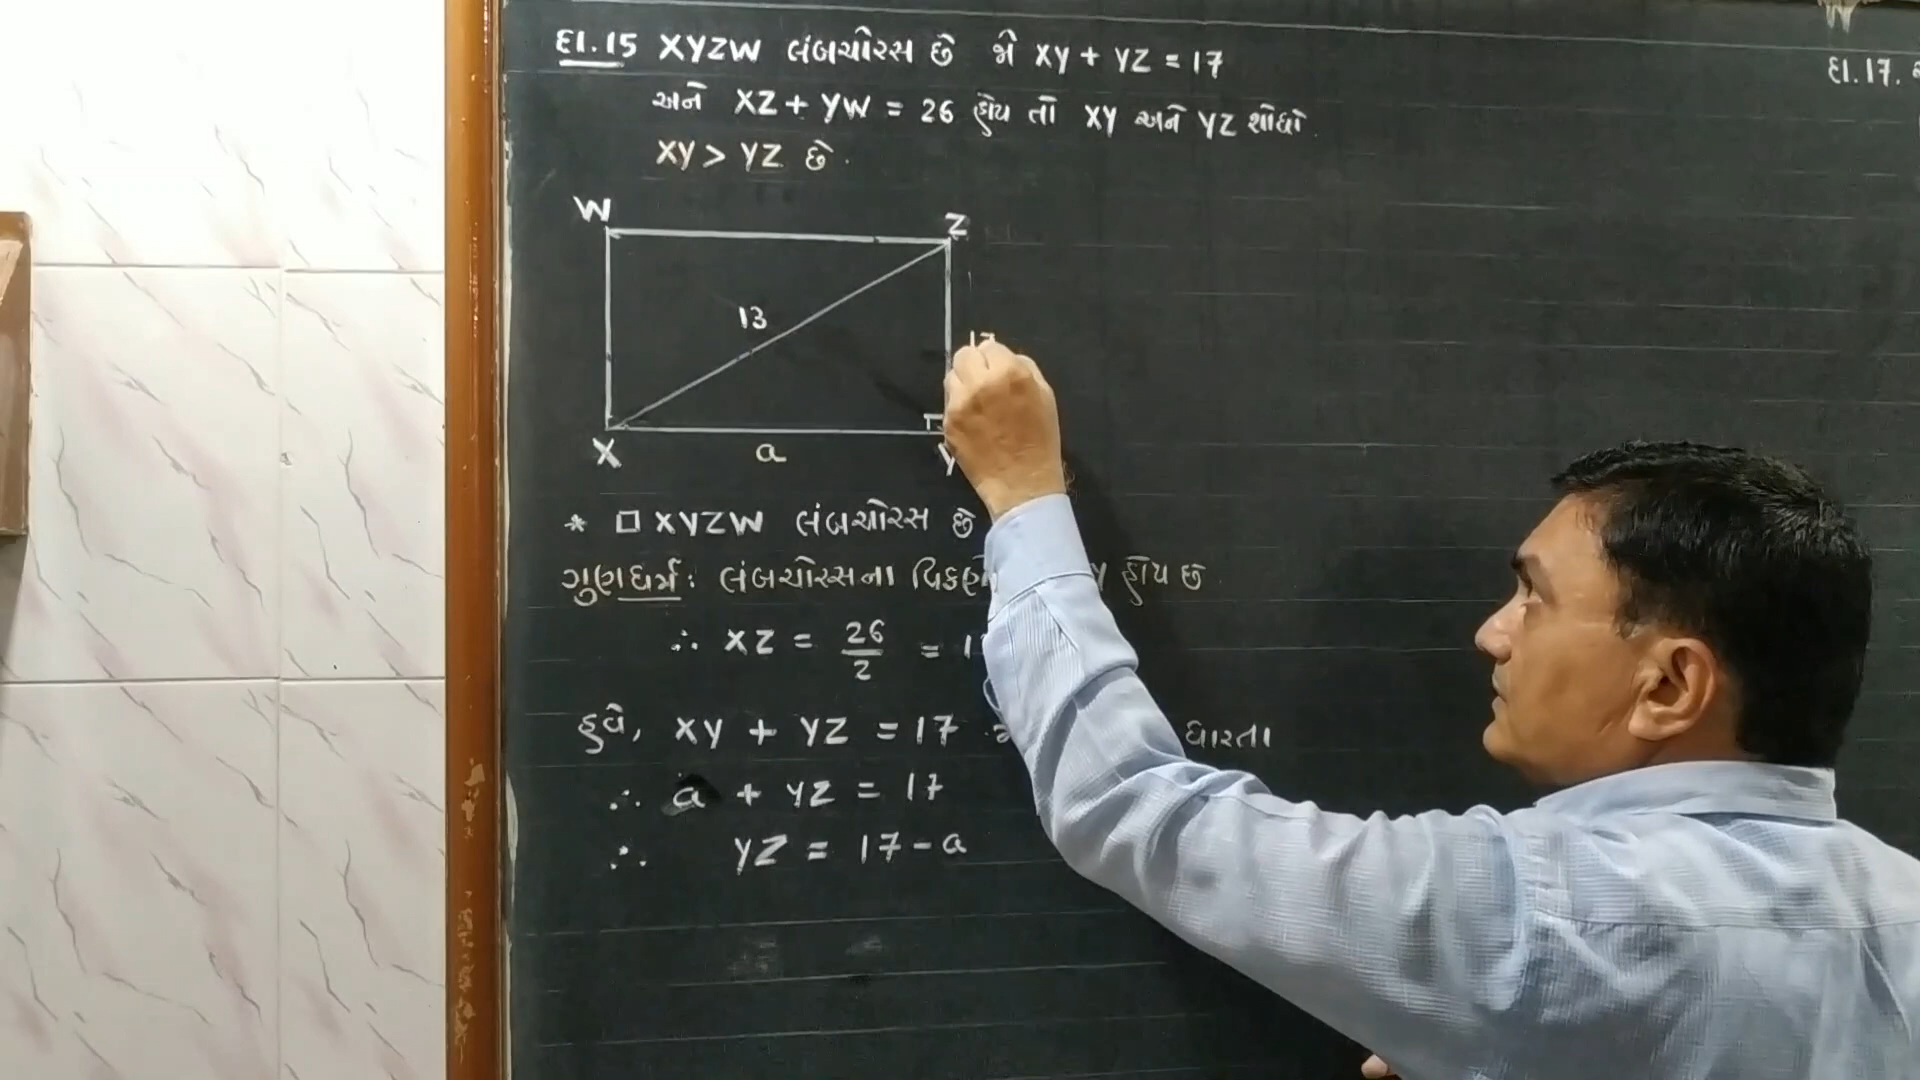 દા.15 XYZW લંબચોરસ છે જો XY + YZ = 17
અને XZ + YW = 26 હોય તો XY અને YZ શોધો.
XY > YZ છે.
દા.17.
W
Z
13
X
a
Y
* □ XYZW લંબચોરસ છે
ગુણધર્મ: લંબચોરસના હોય છે.
∴ XZ = 26/2 =
હવે, XY + YZ = 17 ધારતા
∴ a + YZ = 17
∴ YZ = 17 - a